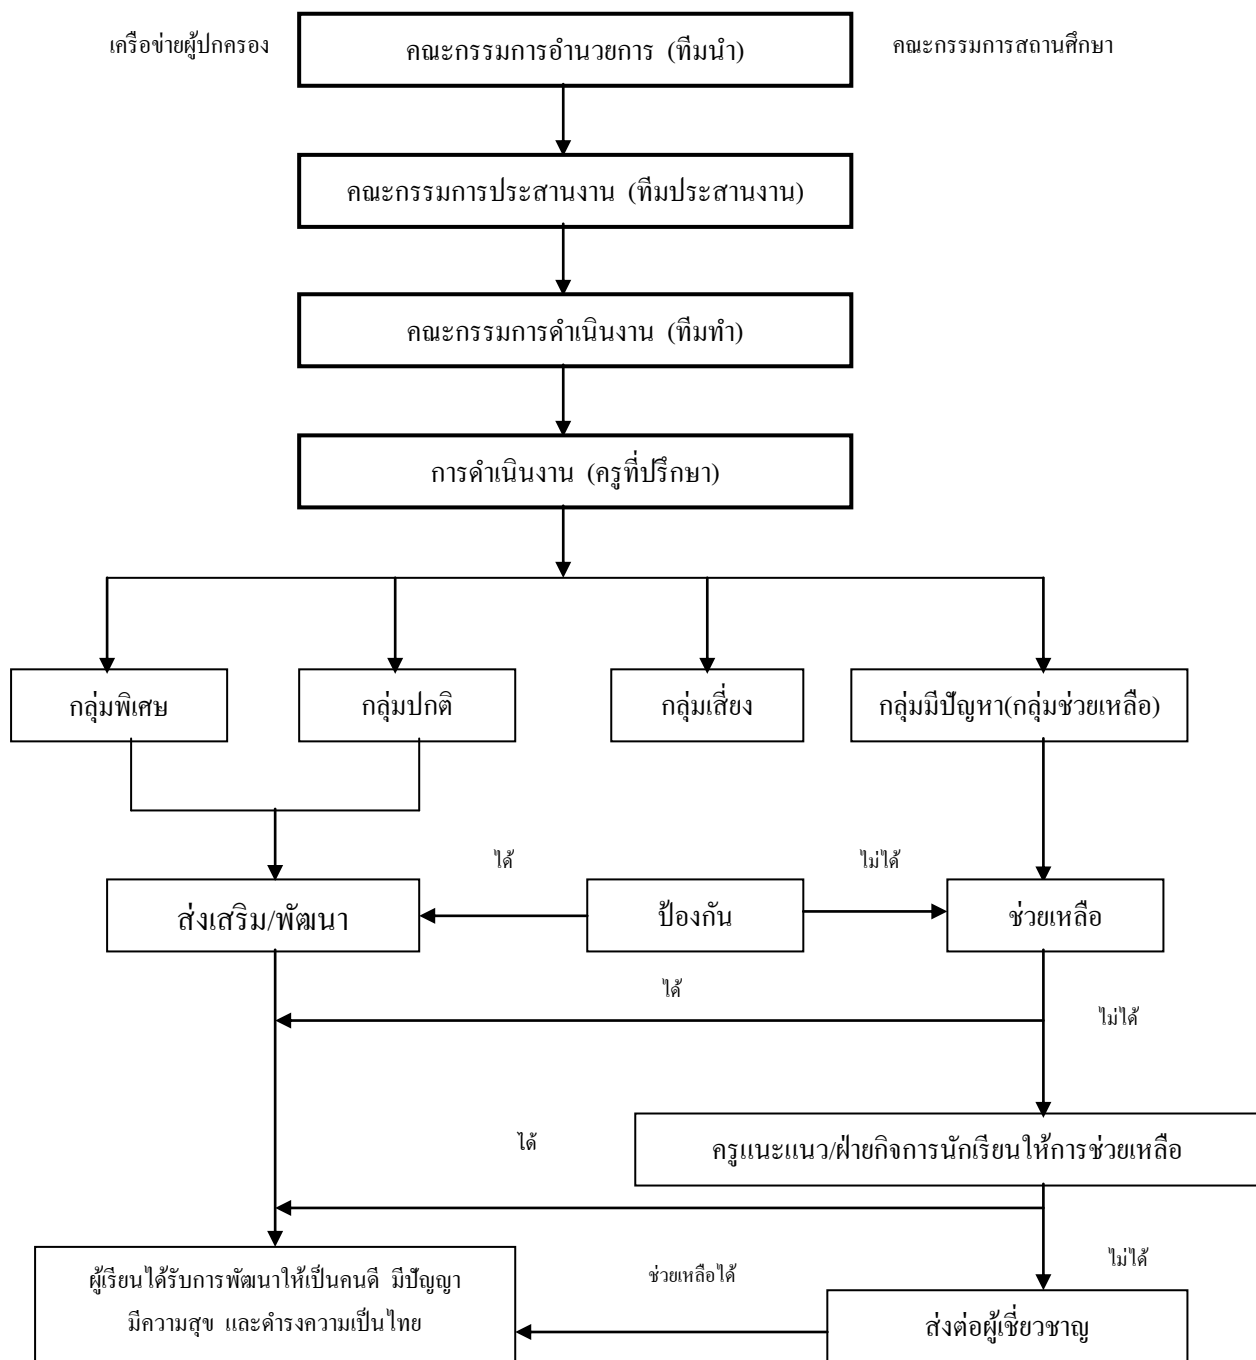 เครือข่ายผู้ปกครอง
คณะกรรมการอำนวยการ (ทีมนำ)
คณะกรรมการสถานศึกษา
คณะกรรมการประสานงาน (ทีมประสานงาน)
คณะกรรมการดำเนินงาน (ทีมทำ)
การดำเนินงาน (ครูที่ปรึกษา)
กลุ่มพิเศษ
กลุ่มปกติ
กลุ่มเสี่ยง
กลุ่มมีปัญหา(กลุ่มช่วยเหลือ)
ได้
ไม่ได้
ส่งเสริม/พัฒนา
ป้องกัน
ช่วยเหลือ
ได้
ไม่ได้
ได้
ครูแนะแนว/ฝ่ายกิจการนักเรียนให้การช่วยเหลือ
ไม่ได้
ช่วยเหลือได้
ผู้เรียนได้รับการพัฒนาให้เป็นคนดี มีปัญญา
มีความสุข และดำรงความเป็นไทย
ส่งต่อผู้เชี่ยวชาญ